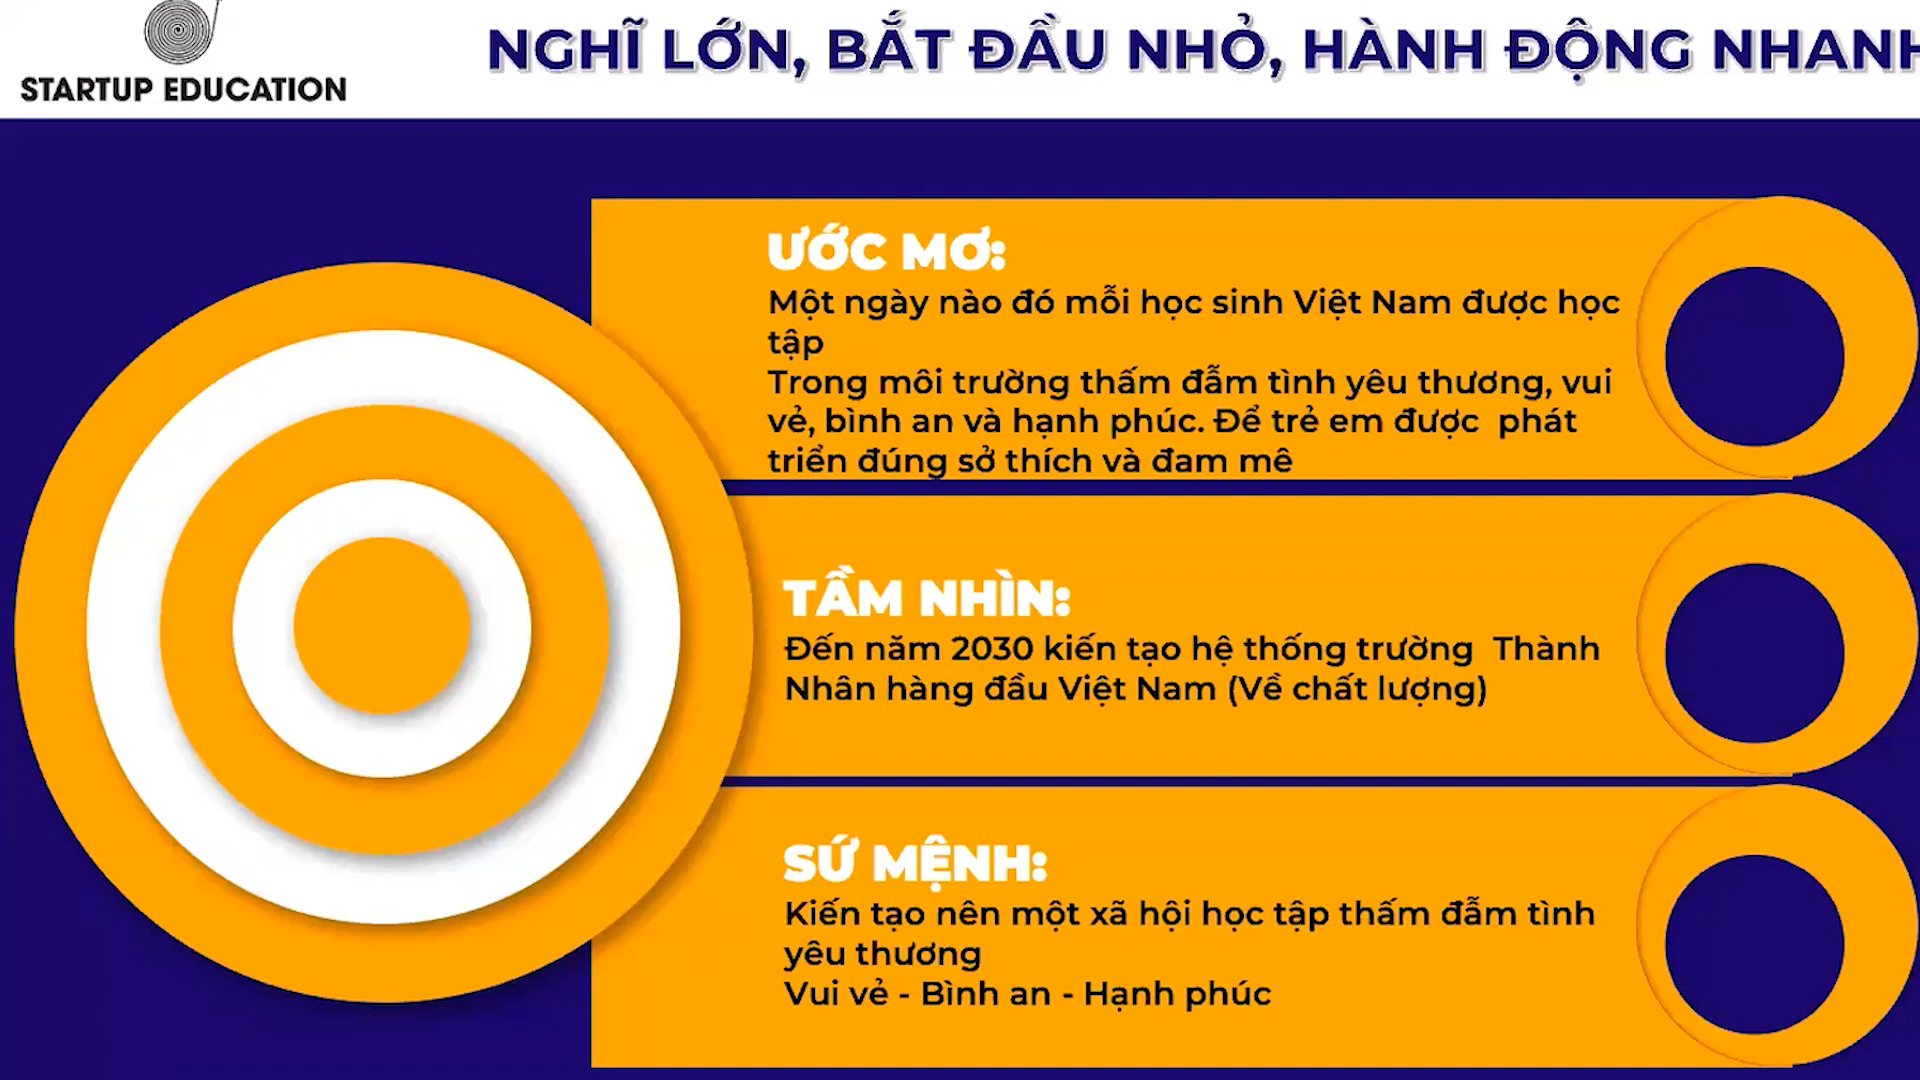 STARTUP EDUCATION
NGHĨ LỚN, BẮT ĐẦU NHỎ, HÀNH ĐỘNG NHANH
ƯỚC MƠ:
Một ngày nào đó mỗi học sinh Việt Nam được học
tập
Trong môi trường thấm đẫm tình yêu thương, vui
vẻ, bình an và hạnh phúc. Để trẻ em được phát
triển đúng sở thích và đam mê
TẦM NHÌN:
Đến năm 2030 kiến tạo hệ thống trường Thành
Nhân hàng đầu Việt Nam (Về chất lượng)
SỨ MỆNH:
Kiến tạo nên một xã hội học tập thấm đẫm tình
yêu thương
Vui vẻ - Bình an - Hạnh phúc